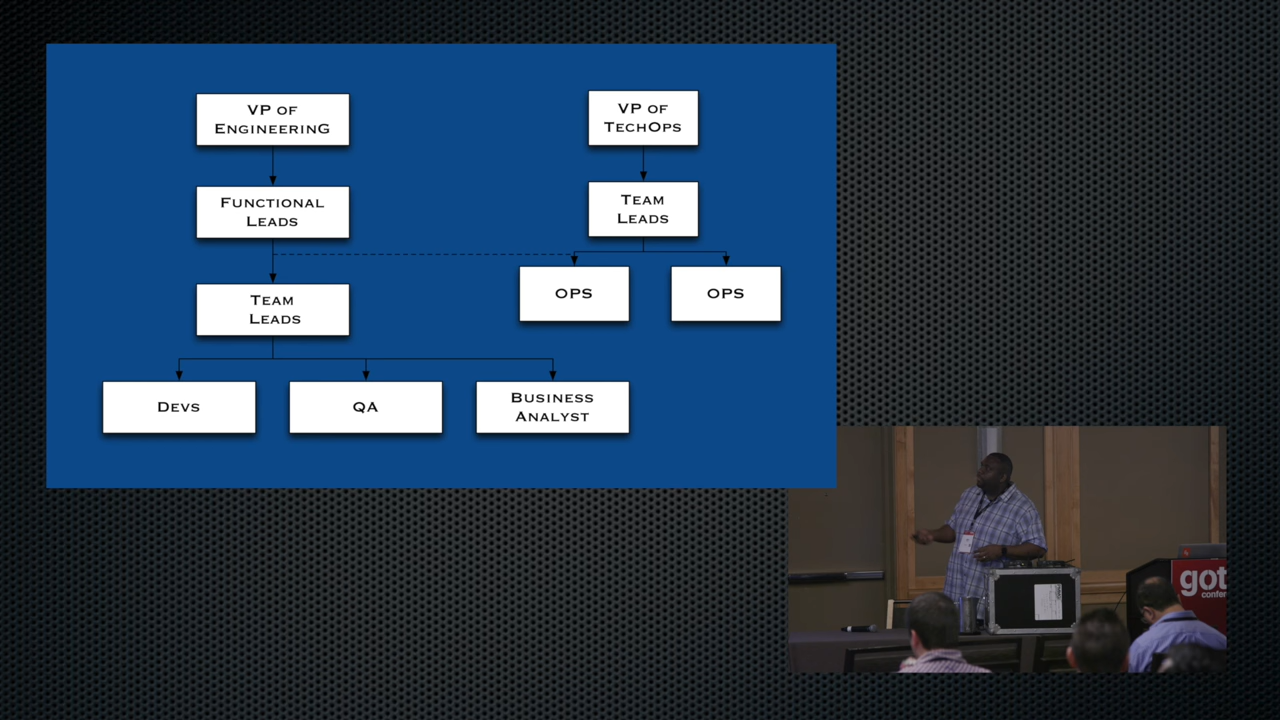 VP OF
ENGINEERING
VP OF
TECHOPS
FUNCTIONAL
LEADS
TEAM
LEADS
TEAM
LEADS
OPS
OPS
DEVS
QA
BUSINESS
ANALYST
got
confer